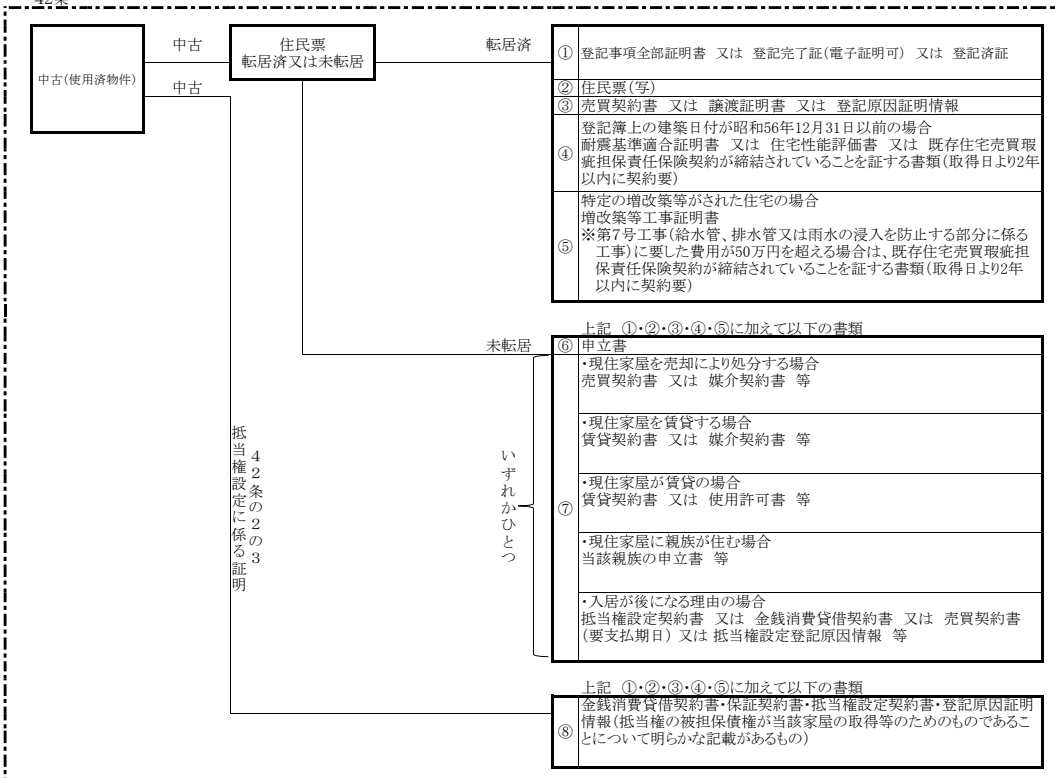 42条
中古(使用済物件)
中古
中古
住民票
転居済又は未転居
転居済
① 登記事項全部証明書 又は 登記完了証(電子証明可) 又は 登記済証
② 住民票(写)
③ 売買契約書 又は 譲渡証明書 又は 登記原因証明情報
④ 登記簿上の建築日付が昭和56年12月31日以前の場合
耐震基準適合証明書 又は 住宅性能評価書 又は 既存住宅売買瑕
疵担保責任保険契約が締結されていることを証する書類(取得日より2年
以内に契約要)
⑤ 特定の増改築等がされた住宅の場合
増改築等工事証明書
※第7号工事(給水管、排水管又は雨水の浸入を防止する部分に係る
工事)に要した費用が50万円を超える場合は、既存住宅売買瑕疵担
保責任保険契約が締結されていることを証する書類(取得日より2年
以内に契約要)
上記 ①・②・③・④・⑤に加えて以下の書類
未転居
⑥ 申立書
いずれかひとつ
⑦ ・現住家屋を売却により処分する場合
売買契約書 又は 媒介契約書 等
・現住家屋を賃貸する場合
賃貸契約書 又は 媒介契約書 等
・現住家屋が賃貸の場合
賃貸契約書 又は 使用許可書 等
・現住家屋に親族が住む場合
当該親族の申立書 等
・入居が後になる理由の場合
抵当権設定契約書 又は 金銭消費貸借契約書 又は 売買契約書
(要支払期日) 又は 抵当権設定登記原因情報 等
42条の2の3
抵当権設定に係る証明
上記 ①・②・③・④・⑤に加えて以下の書類
⑧ 金銭消費貸借契約書・保証契約書・抵当権設定契約書・登記原因証明
情報(抵当権の被担保債権が当該家屋の取得等のためのものであるこ
とについて明らかな記載があるもの)